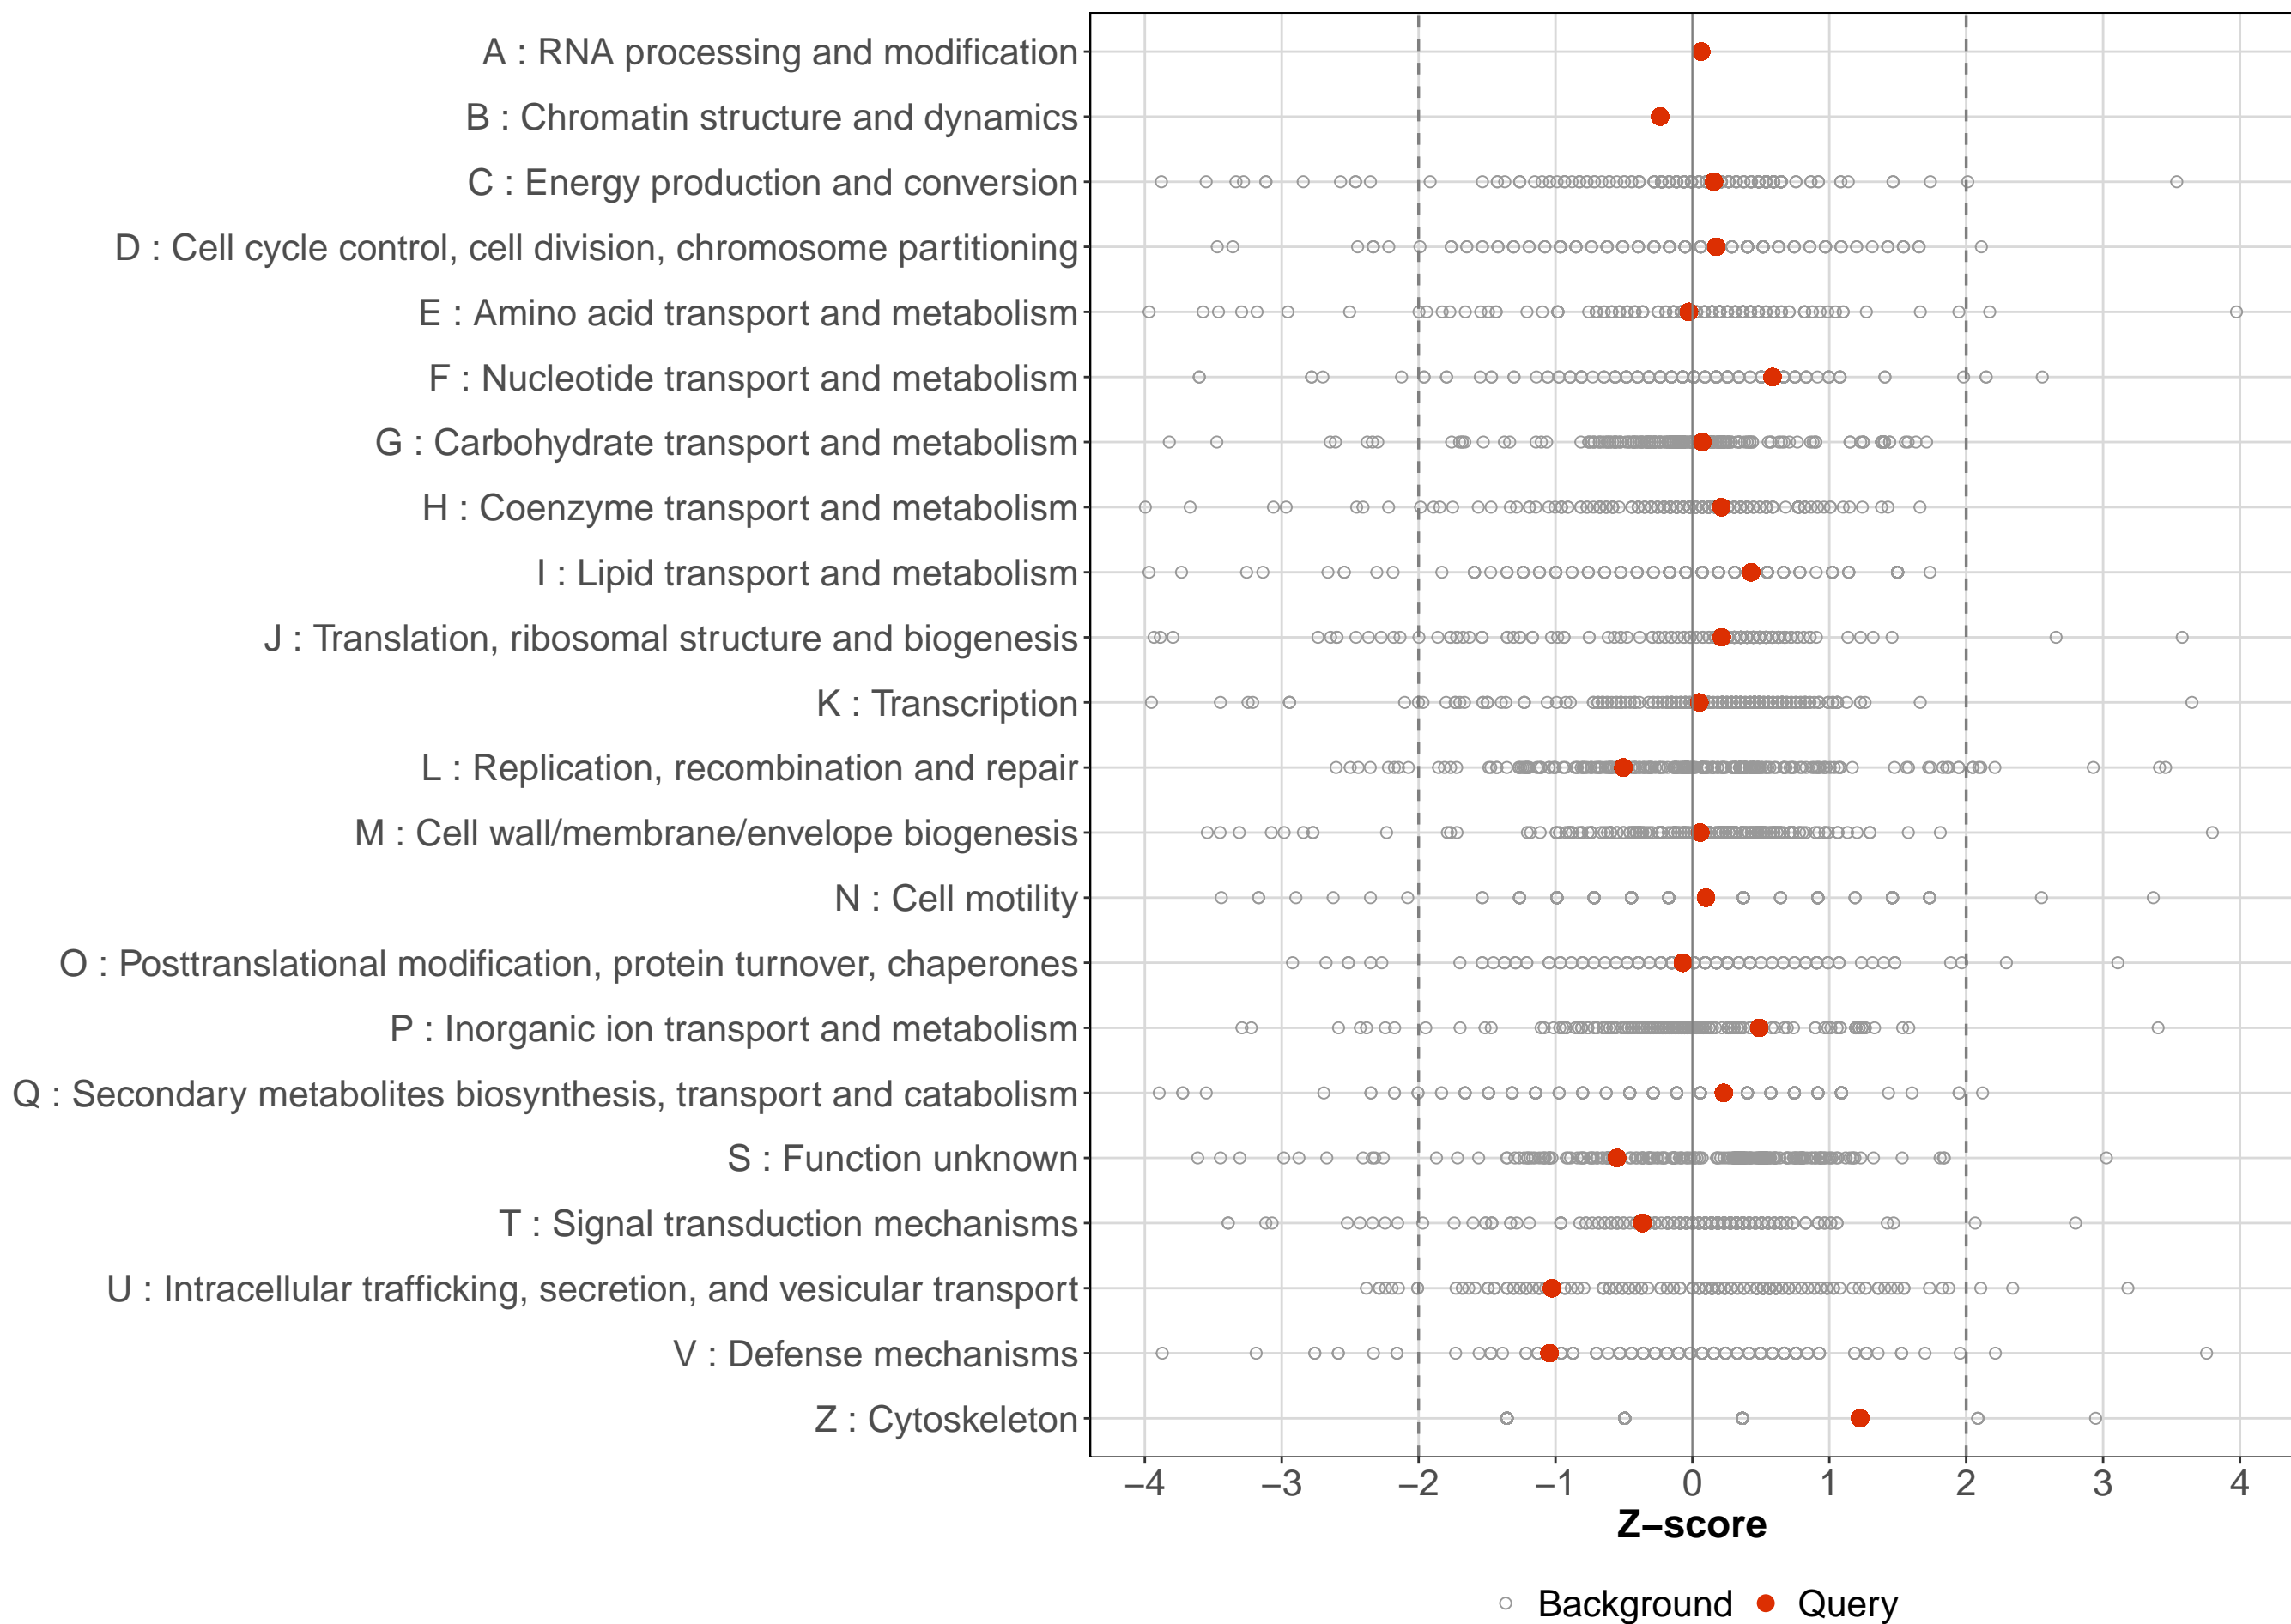 A : RNA processing and modification
B : Chromatin structure and dynamics
C : Energy production and conversion
D : Cell cycle control, cell division, chromosome partitioning
E : Amino acid transport and metabolism
F : Nucleotide transport and metabolism
G : Carbohydrate transport and metabolism
H : Coenzyme transport and metabolism
I : Lipid transport and metabolism
J : Translation, ribosomal structure and biogenesis
K : Transcription
L : Replication, recombination and repair
M : Cell wall/membrane/envelope biogenesis
N : Cell motility
O : Posttranslational modification, protein turnover, chaperones
P : Inorganic ion transport and metabolism
Q : Secondary metabolites biosynthesis, transport and catabolism
S : Function unknown
T : Signal transduction mechanisms
U : Intracellular trafficking, secretion, and vesicular transport
V : Defense mechanisms
Z : Cytoskeleton
−4 −3 −2 −1 0 1 2 3 4
Z−score
Background Query